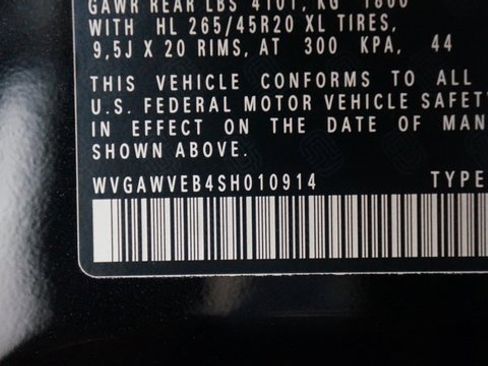 GAWR REAR LBS 4101, KG 1860
WITH HL 265/45R20 XL TIRES,
9,5J X 20 RIMS, AT 300 KPA, 44
THIS VEHICLE CONFORMS TO ALL
U.S. FEDERAL MOTOR VEHICLE SAFET
IN EFFECT ON THE DATE OF MAN
SHOWN ABOVE.
WVGAWVEB4SH010914 TYPE